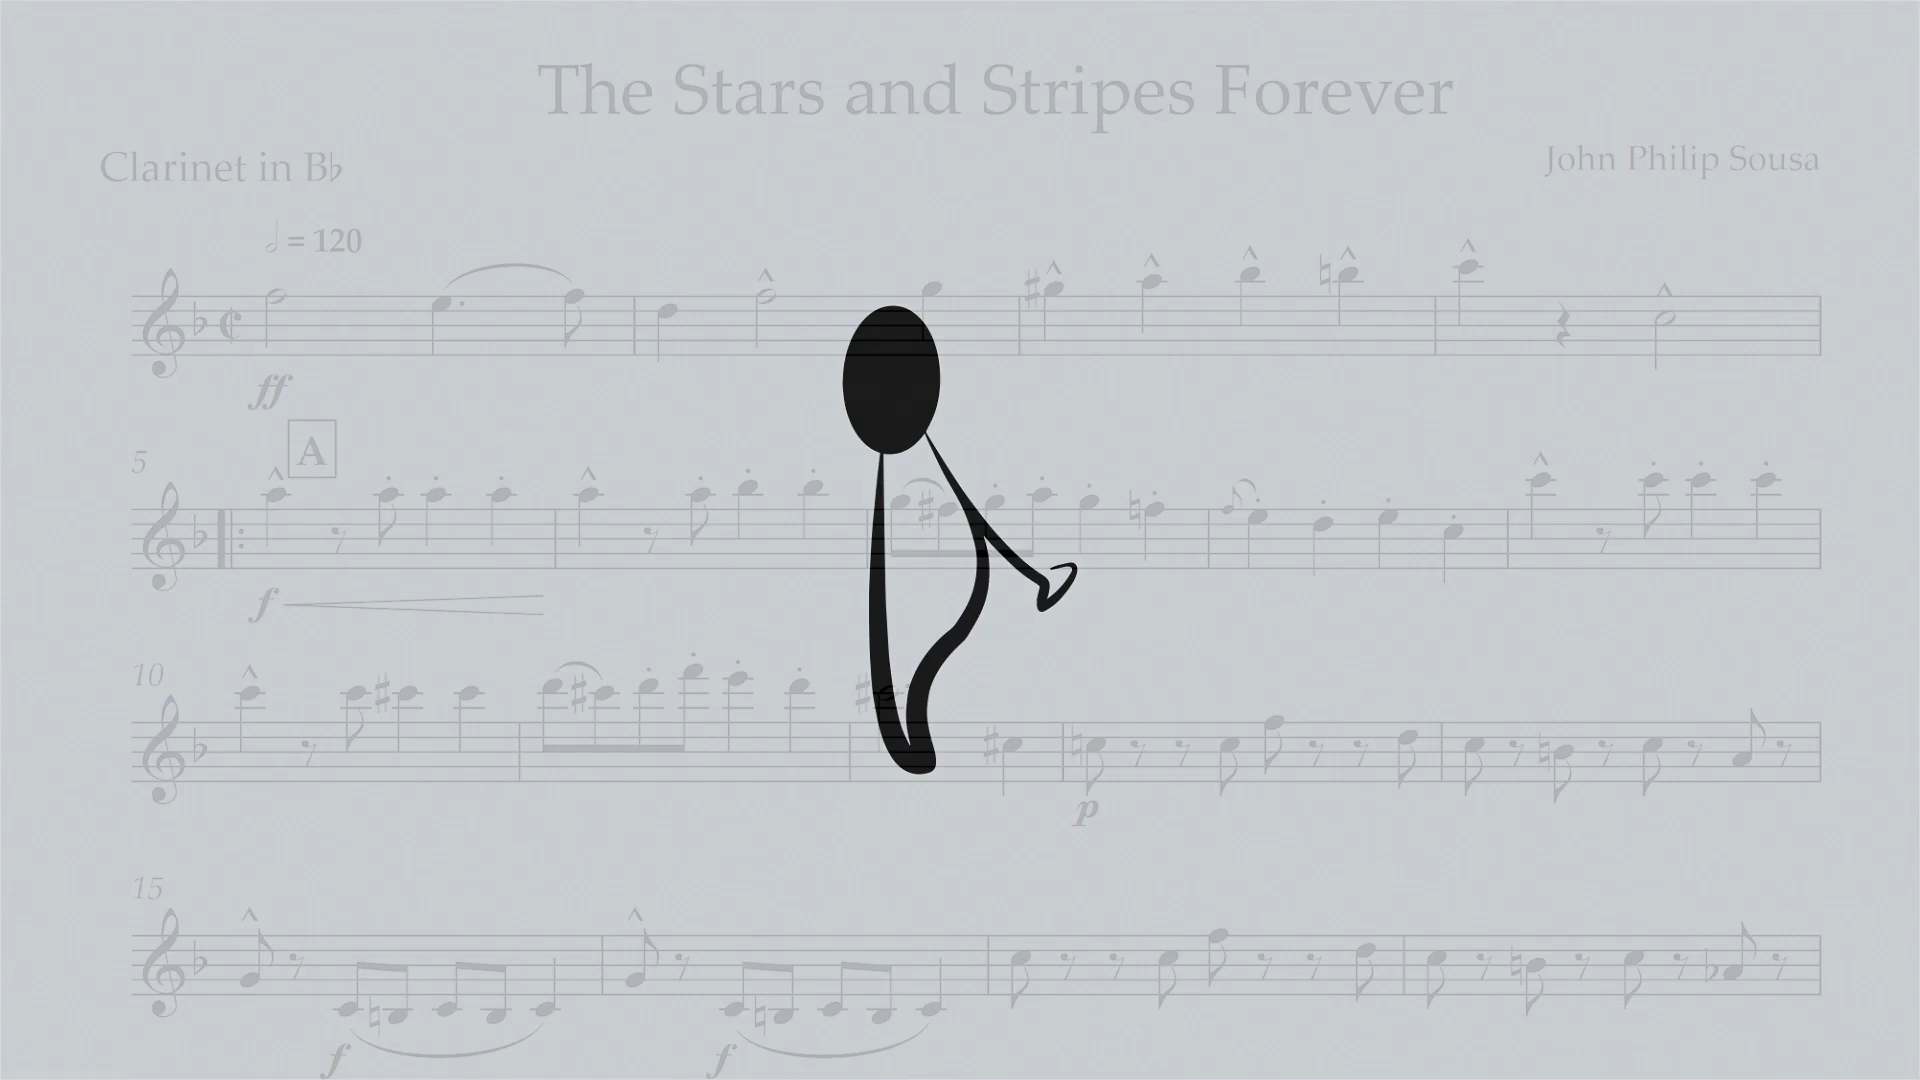 The Stars and Stripes Forever
Clarinet in B♭
John Philip Sousa
𝅗𝅥 = 120
ff
5
A
f
10
p
15
f
f